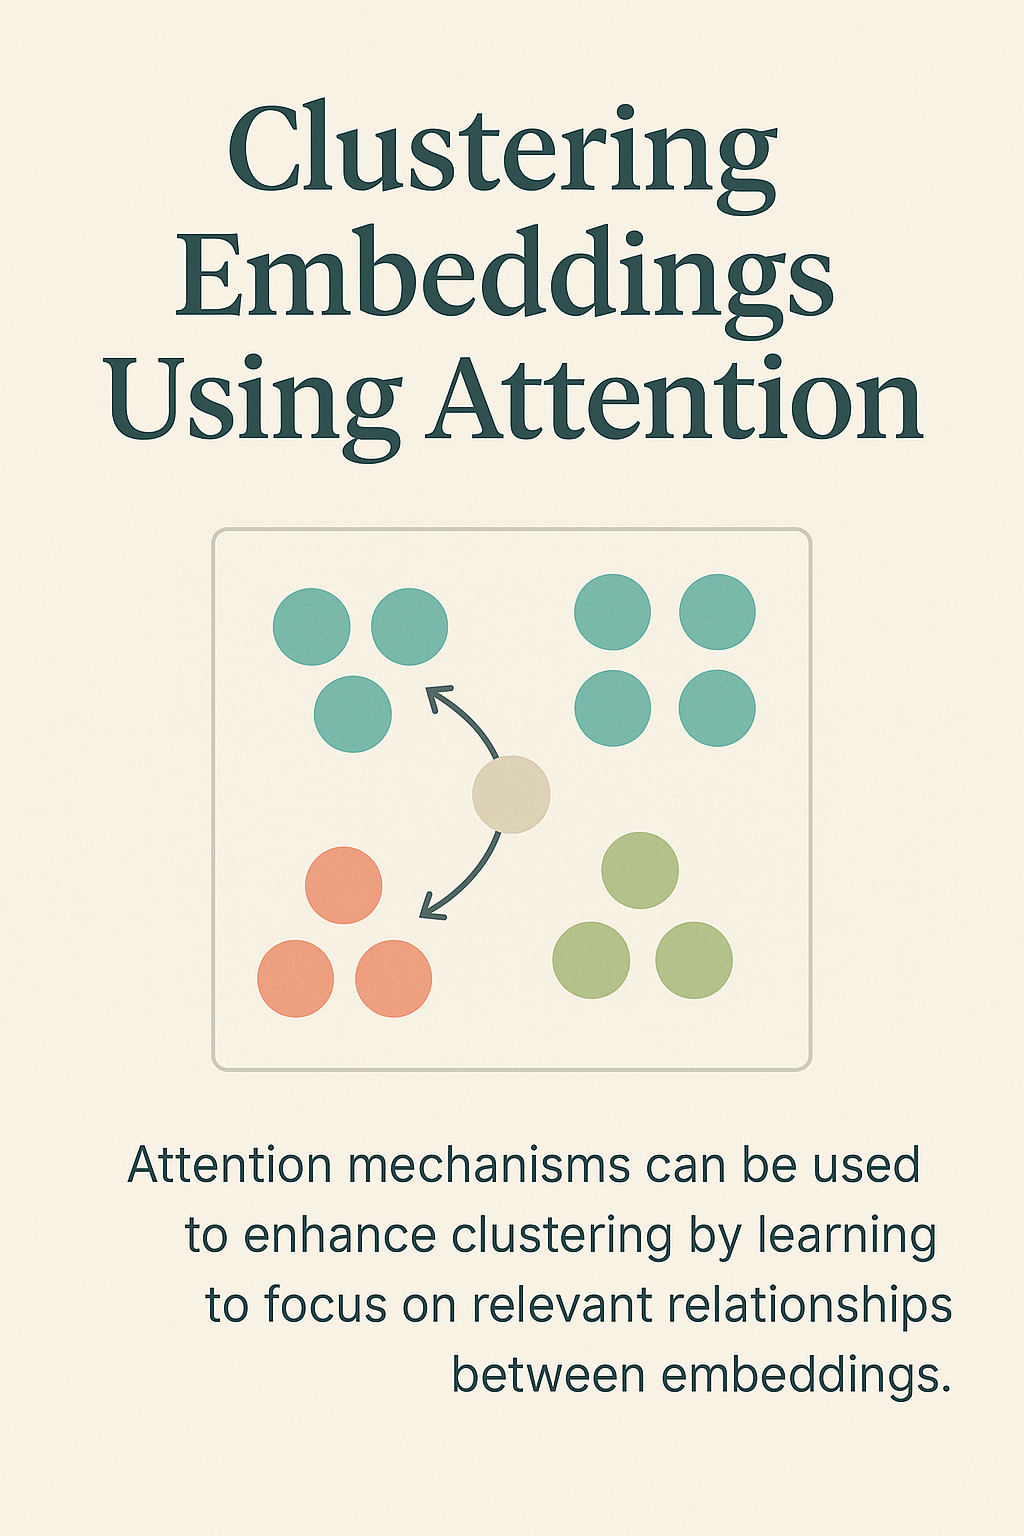 Clustering
Embeddings
Using Attention
Attention mechanisms can be used
to enhance clustering by learning
to focus on relevant relationships
between embeddings.